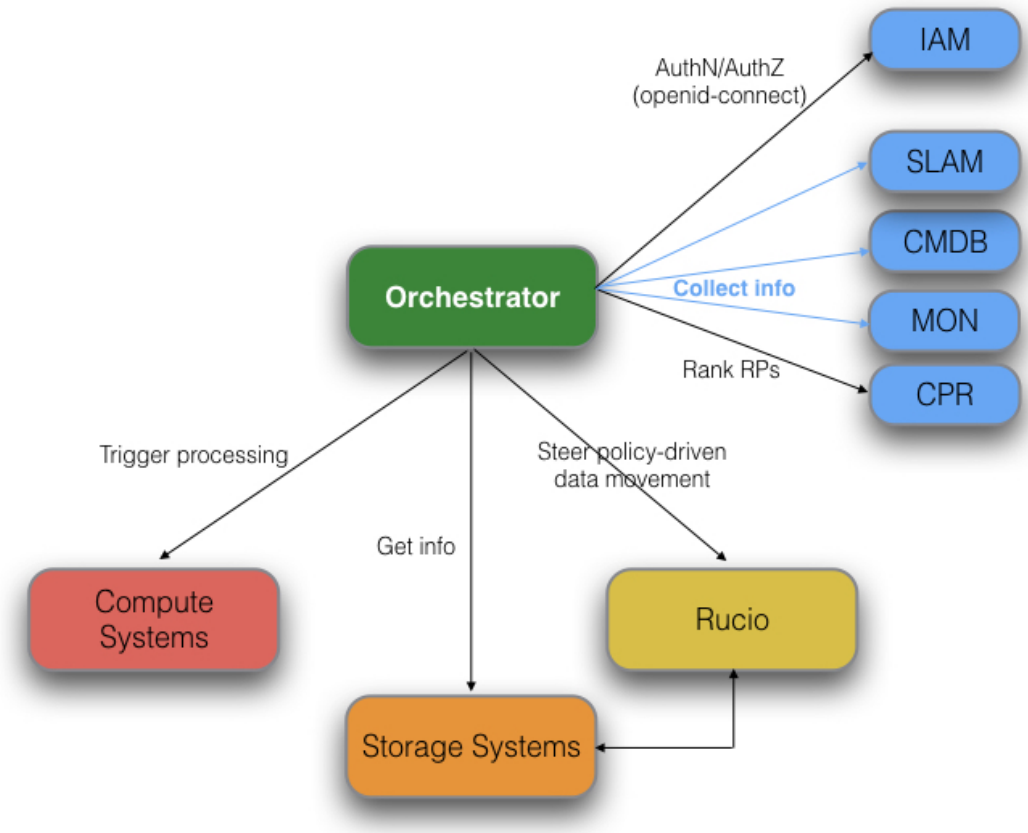 IAM
AuthN/AuthZ
(openid-connect)
SLAM
CMDB
Orchestrator
Collect info
MON
Rank RPs
CPR
Trigger processing
Steer policy-driven
data movement
Get info
Compute
Systems
Rucio
Storage Systems